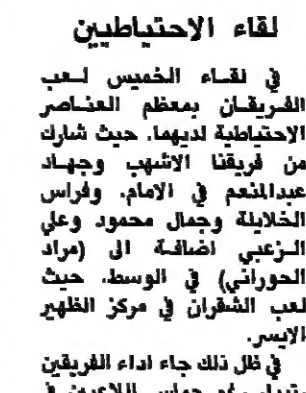 لقاء الاحتياطيين
في لقاء الخميس لعب
الفريقان بمعظم العناصر
الاحتياطية لديهما. حيث شارك
من فريقنا الاشهب وجهاد
عبدالمنعم في الامام. وفراس
الخلايلة وجمال محمود وعلي
الزعبي اضافة الى (مراد
الحوراني) في الوسط. حيث
لعب الشقران في مركز الظهير
الايسر.
في ظل ذلك جاء اداء الفريقين